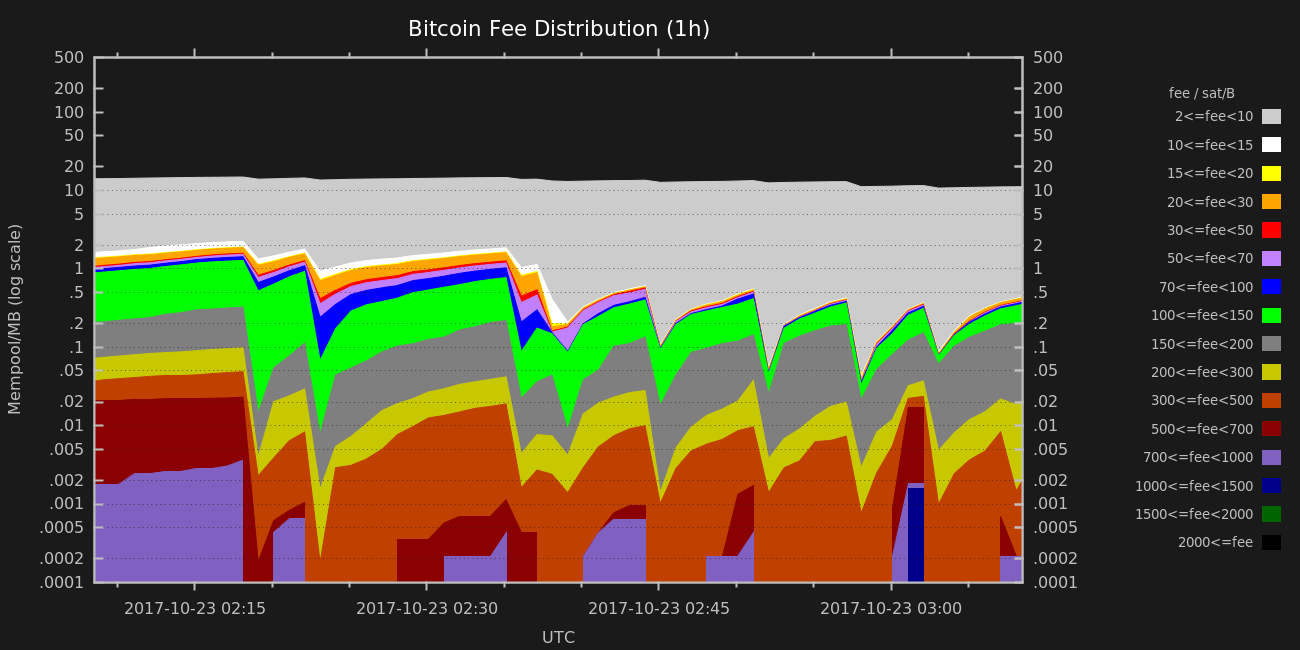 Bitcoin Fee Distribution (1h)
500
200
100
50
20
10
5
2
1
.5
.2
.1
.05
.02
.01
.005
.002
.001
.0005
.0002
.0001
Mempool/MB (log scale)
500
200
100
50
20
10
5
2
1
.5
.2
.1
.05
.02
.01
.005
.002
.001
.0005
.0002
.0001
2017-10-23 02:15
2017-10-23 02:30
2017-10-23 02:45
2017-10-23 03:00
UTC
fee / sat/B
2<=fee<10
10<=fee<15
15<=fee<20
20<=fee<30
30<=fee<50
50<=fee<70
70<=fee<100
100<=fee<150
150<=fee<200
200<=fee<300
300<=fee<500
500<=fee<700
700<=fee<1000
1000<=fee<1500
1500<=fee<2000
2000<=fee